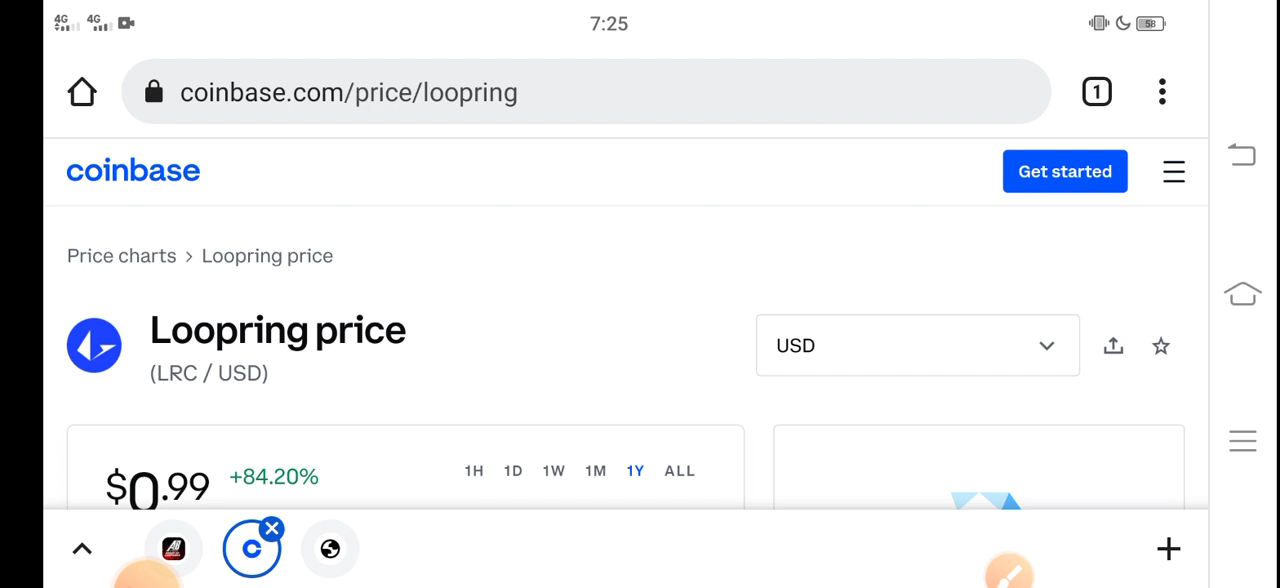 4G 4G 7:25 58
coinbase.com/price/loopring 1
coinbase Get started
Price charts > Loopring price
Loopring price
(LRC / USD)
USD
$0.99 +84.20% 1H 1D 1W 1M 1Y ALL